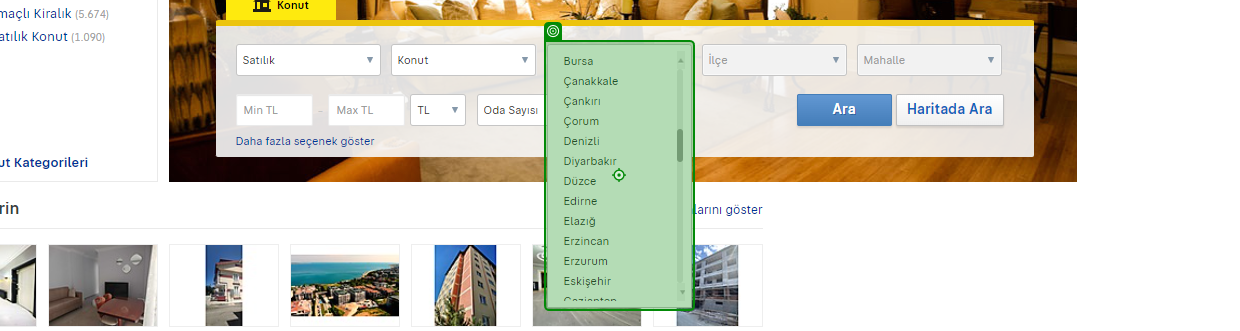 Konut
maçlı Kiralık (5.674)
atılık Konut (1.090)
Satılık
Konut
İlçe
Mahalle
Min TL
-
Max TL
TL
Oda Sayısı
Ara
Haritada Ara
Daha fazla seçenek göster
Bursa
Çanakkale
Çankırı
Çorum
Denizli
Diyarbakır
Düzce
Edirne
Elazığ
Erzincan
Erzurum
Eskişehir
Gaziantep
ut Kategorileri
rin
larını göster